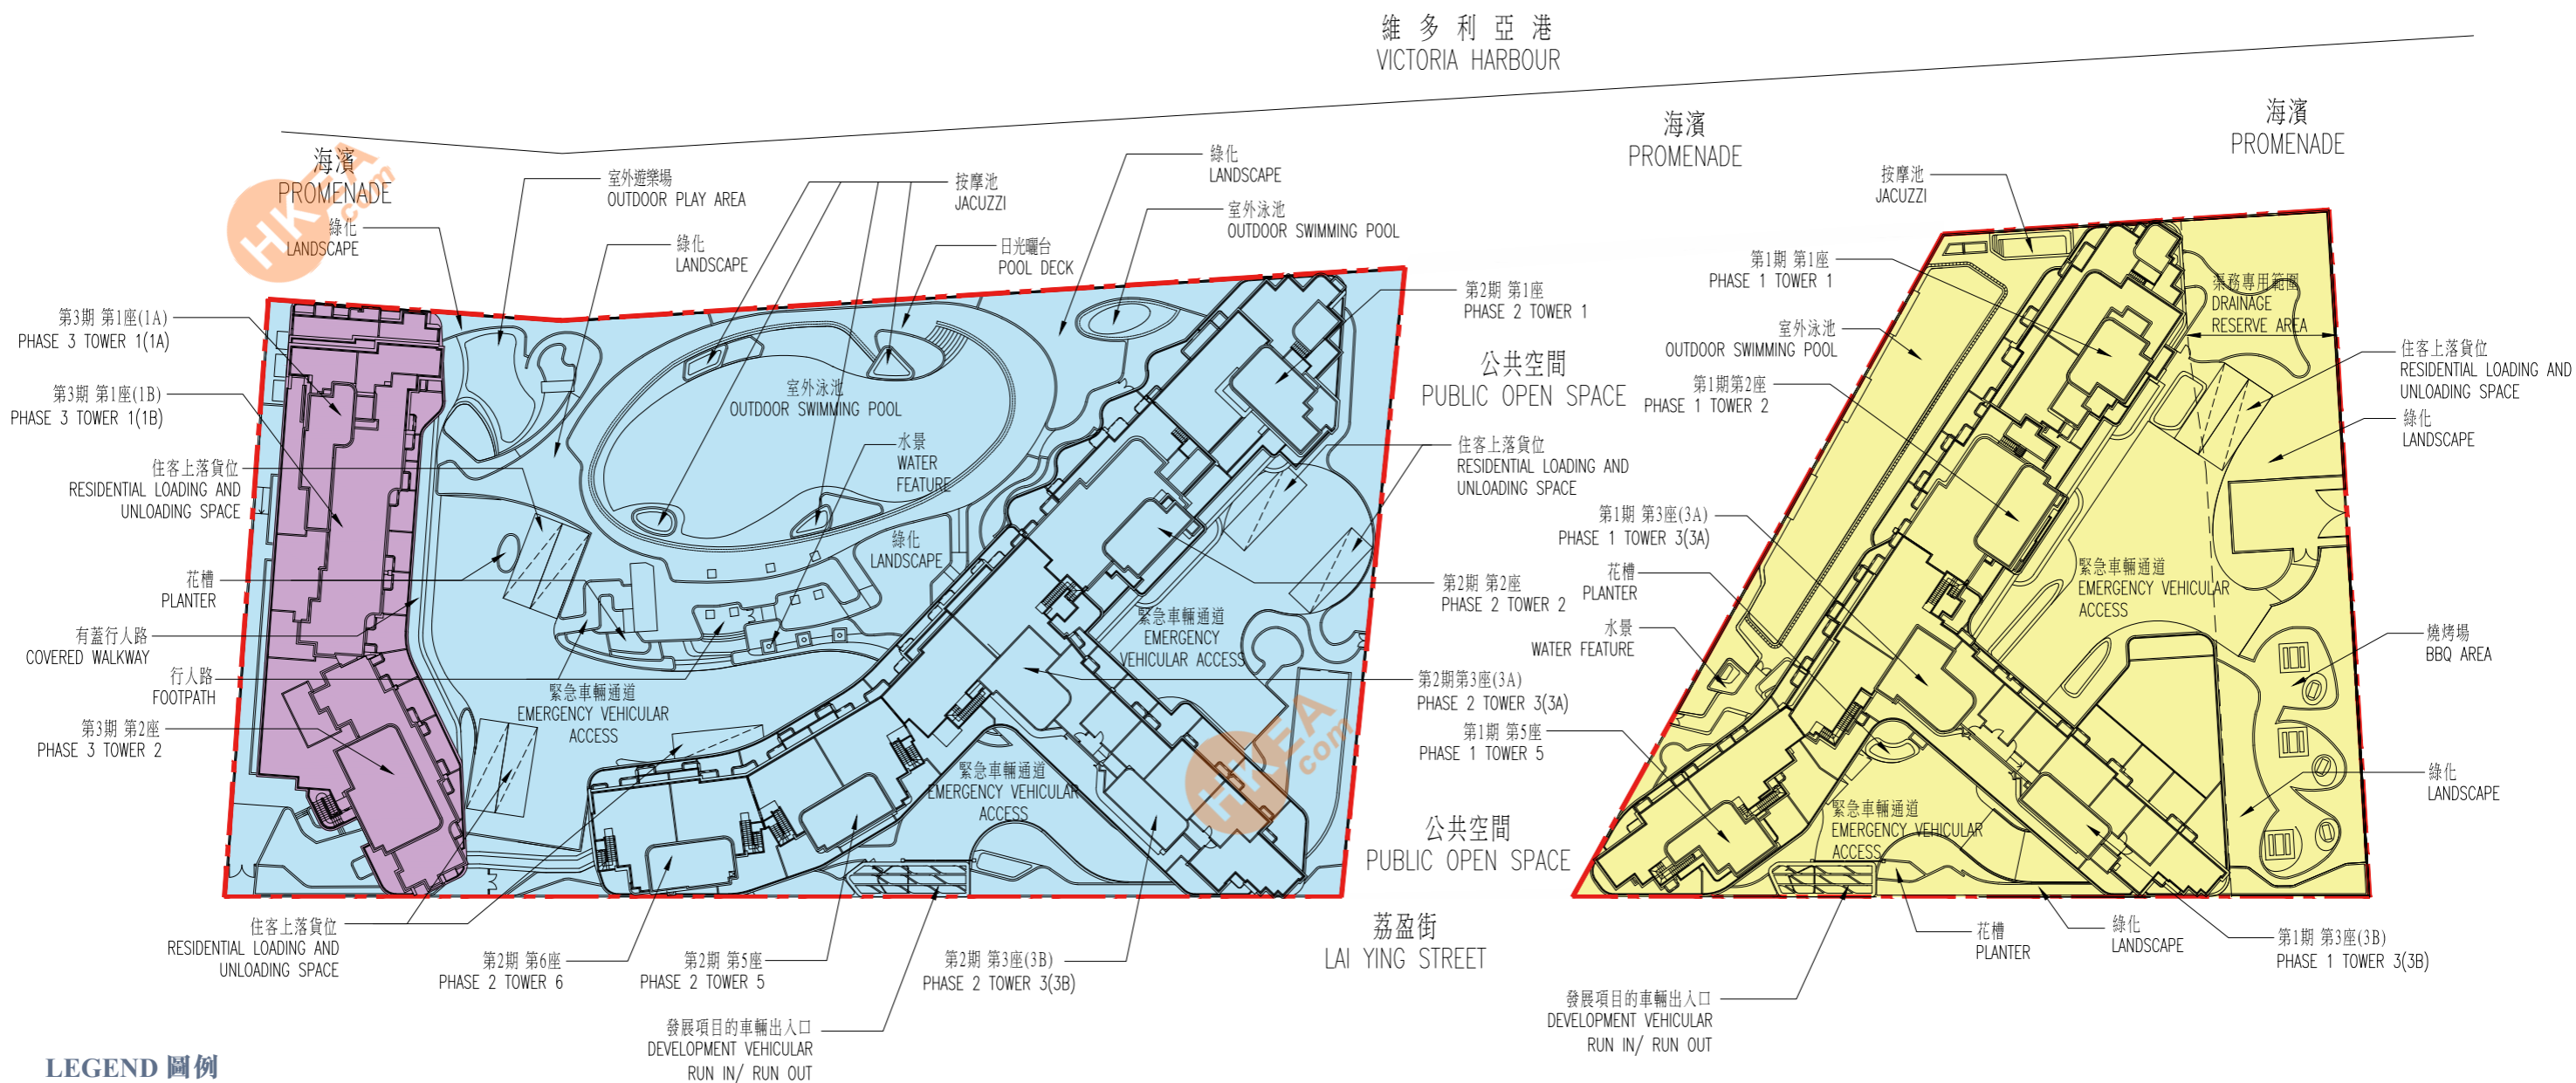 維多利亞港
VICTORIA HARBOUR
海濱
PROMENADE
海濱
PROMENADE
海濱
PROMENADE
HKEA
.com
室外遊樂場
OUTDOOR PLAY AREA
按摩池
JACUZZI
綠化
LANDSCAPE
室外泳池
OUTDOOR SWIMMING POOL
日光曬台
POOL DECK
綠化
LANDSCAPE
綠化
LANDSCAPE
第3期 第1座(1A)
PHASE 3 TOWER 1(1A)
第3期 第1座(1B)
PHASE 3 TOWER 1(1B)
住客上落貨位
RESIDENTIAL LOADING AND
UNLOADING SPACE
花槽
PLANTER
有蓋行人路
COVERED WALKWAY
行人路
FOOTPATH
第3期 第2座
PHASE 3 TOWER 2
室外泳池
OUTDOOR SWIMMING POOL
水景
WATER
FEATURE
綠化
LANDSCAPE
緊急車輛通道
EMERGENCY VEHICULAR
ACCESS
緊急車輛通道
EMERGENCY
VEHICULAR ACCESS
緊急車輛通道
EMERGENCY VEHICULAR
ACCESS
第2期 第1座
PHASE 2 TOWER 1
公共空間
PUBLIC OPEN SPACE
住客上落貨位
RESIDENTIAL LOADING AND
UNLOADING SPACE
第2期 第2座
PHASE 2 TOWER 2
第2期第3座(3A)
PHASE 2 TOWER 3(3A)
HKEA
.com
公共空間
PUBLIC OPEN SPACE
荔盈街
LAI YING STREET
住客上落貨位
RESIDENTIAL LOADING AND
UNLOADING SPACE
第2期 第6座
PHASE 2 TOWER 6
第2期 第5座
PHASE 2 TOWER 5
第2期 第3座(3B)
PHASE 2 TOWER 3(3B)
發展項目的車輛出入口
DEVELOPMENT VEHICULAR
RUN IN/ RUN OUT
按摩池
JACUZZI
第1期 第1座
PHASE 1 TOWER 1
室外泳池
OUTDOOR SWIMMING POOL
第1期第2座
PHASE 1 TOWER 2
第1期 第3座(3A)
PHASE 1 TOWER 3(3A)
花槽
PLANTER
水景
WATER FEATURE
第1期 第5座
PHASE 1 TOWER 5
渠務專用範圍
DRAINAGE
RESERVE AREA
住客上落貨位
RESIDENTIAL LOADING AND
UNLOADING SPACE
綠化
LANDSCAPE
緊急車輛通道
EMERGENCY VEHICULAR
ACCESS
燒烤場
BBQ AREA
綠化
LANDSCAPE
緊急車輛通道
EMERGENCY VEHICULAR
ACCESS
花槽
PLANTER
綠化
LANDSCAPE
第1期 第3座(3B)
PHASE 1 TOWER 3(3B)
發展項目的車輛出入口
DEVELOPMENT VEHICULAR
RUN IN/ RUN OUT
LEGEND 圖例